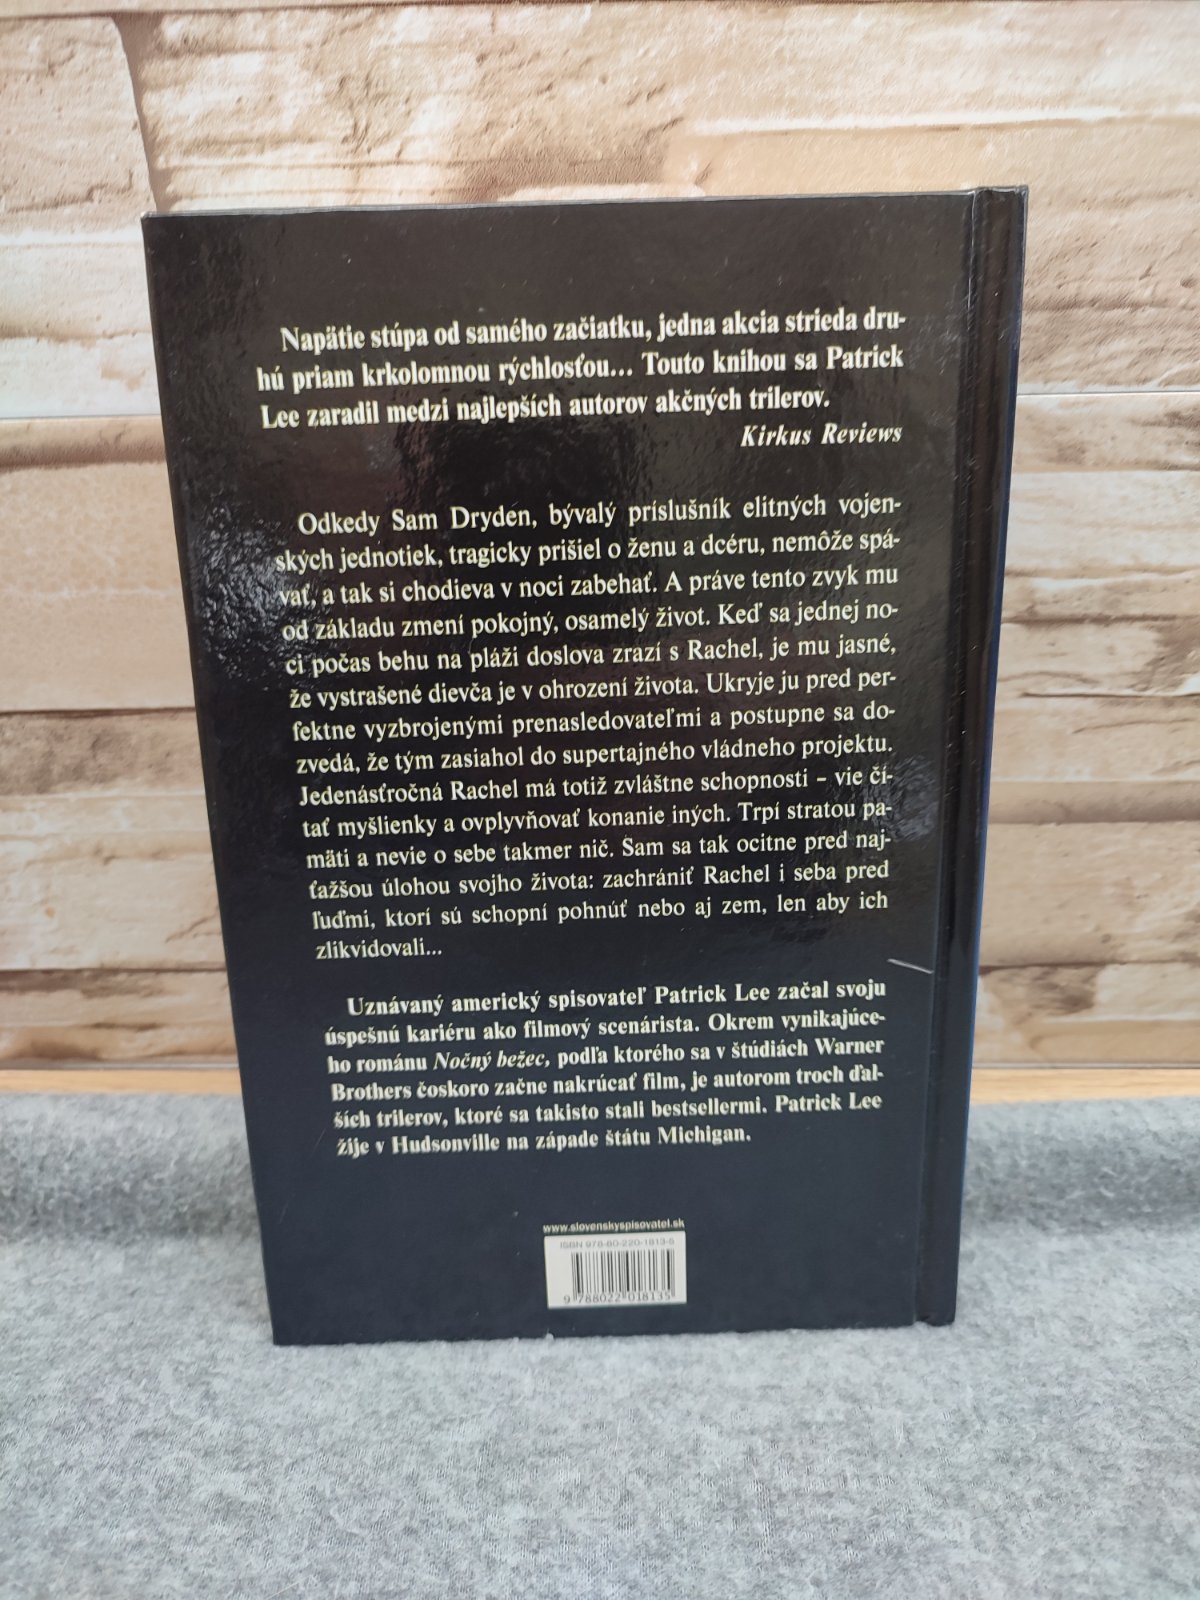 Napätie stúpa od samého začiatku, jedna akcia strieda dru-
hú priam krkolomnou rýchlosťou... Touto knihou sa Patrick
Lee zaradil medzi najlepších autorov akčných trilerov.
Kirkus Reviews
Odkedy Sam Dryden, bývalý príslušník elitných vojen-
ských jednotiek, tragicky prišiel o ženu a dcéru, nemôže spá-
vať, a tak si chodieva v noci zabehať. A práve tento zvyk mu
od základu zmení pokojný, osamelý život. Keď sa jednej no-
ci počas behu na pláži doslova zrazí s Rachel, je mu jasné,
že vystrašené dievča je v ohrození života. Ukryje ju pred per-
fektne vyzbrojenými prenasledovateľmi a postupne sa do-
zvedá, že tým zasiahol do supertajného vládneho projektu.
Jedenásťročná Rachel má totiž zvláštne schopnosti – vie čí-
tať myšlienky a ovplyvňovať konanie iných. Trpí stratou pa-
mäti a nevie o sebe takmer nič. Sam sa tak ocitne pred naj-
ťažšou úlohou svojho života: zachrániť Rachel i seba pred
ľuďmi, ktorí sú schopní pohnúť nebo aj zem, len aby ich
zlikvidovali...
Uznávaný americký spisovateľ Patrick Lee začal svoju
úspešnú kariéru ako filmový scenárista. Okrem vynikajúce-
ho románu Nočný bežec, podľa ktorého sa v štúdiách Warner
Brothers čoskoro začne nakrúcať film, je autorom troch ďal-
ších trilerov, ktoré sa takisto stali bestsellermi. Patrick Lee
žije v Hudsonville na západe štátu Michigan.
www.slovenskyspisovatel.sk
ISBN 978-80-220-1813-5
9 788022 018135